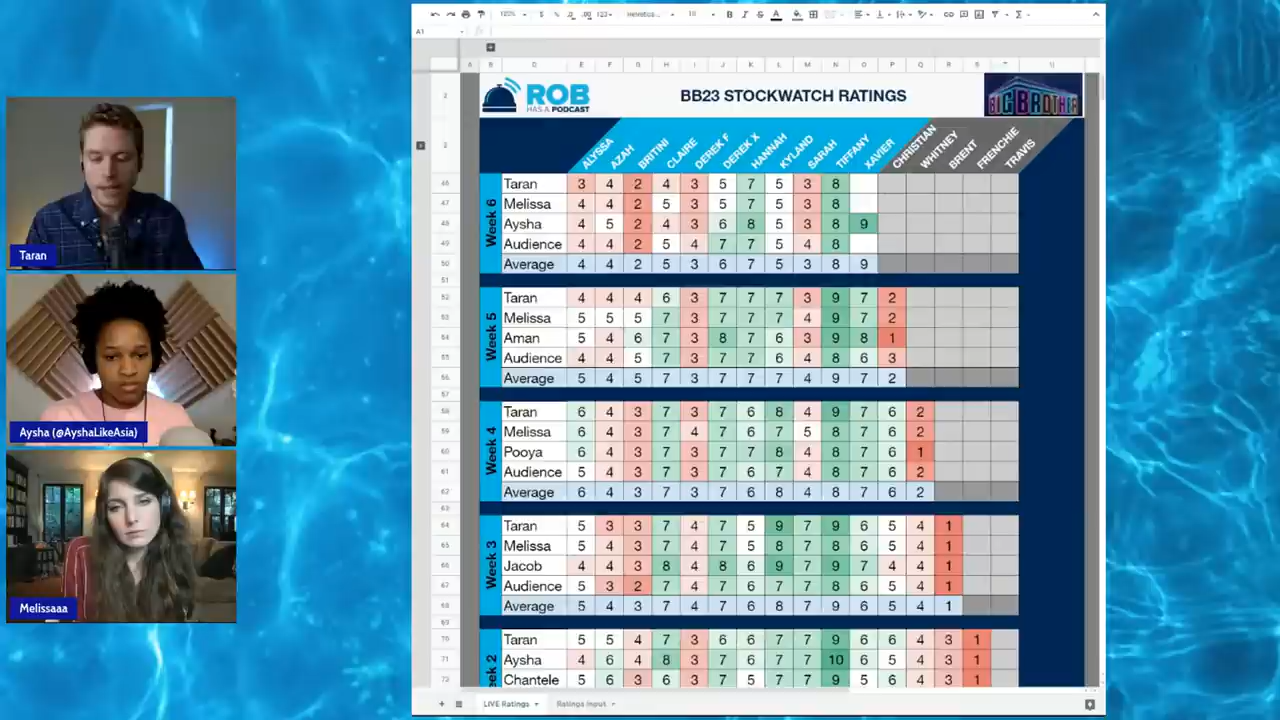 Taran
Aysha (@AyshaLikeAsia)
Melissaaa
A1
ROB
HAS A PODCAST
BB23 STOCKWATCH RATINGS
BIG BROTHER
ALYSSA AZAH BRITINI CLAIRE DEREK F DEREK X HANNAH KYLAND SARAH TIFFANY XAVIER CHRISTIAN WHITNEY BRENT FRENCHIE TRAVIS
Week 6
Taran 3 4 2 4 3 5 7 5 3 8
Melissa 4 4 2 5 3 5 7 5 3 8
Aysha 4 5 2 4 3 6 8 5 3 8 9
Audience 4 4 2 5 4 7 7 5 4 8
Average 4 4 2 5 3 6 7 5 3 8 9
Week 5
Taran 4 4 4 6 3 7 7 7 3 9 7 2
Melissa 5 5 5 7 3 7 7 7 4 9 7 2
Aman 5 4 6 7 3 8 7 6 3 9 8 1
Audience 4 4 5 7 3 7 7 6 4 8 6 3
Average 5 4 5 7 3 7 7 7 4 9 7 2
Week 4
Taran 6 4 3 7 3 7 6 8 4 9 7 6 2
Melissa 6 4 3 7 4 7 6 7 5 8 7 6 2
Pooya 6 4 3 7 3 7 7 8 4 8 7 6 1
Audience 5 4 3 7 3 7 6 7 4 8 7 6 2
Average 6 4 3 7 3 7 6 8 4 8 7 6 2
Week 3
Taran 5 3 3 7 4 7 5 9 7 9 6 5 4 1
Melissa 5 4 3 7 4 7 5 8 7 8 6 5 4 1
Jacob 4 4 3 8 4 8 6 9 7 9 7 4 4 1
Audience 5 3 2 7 4 7 6 7 7 8 6 5 4 1
Average 5 4 3 7 4 7 6 8 7 9 6 5 4 1
eek 2
Taran 5 5 4 7 3 6 6 7 7 9 6 6 4 3 1
Aysha 4 6 4 8 3 7 6 7 7 10 6 5 4 3 1
Chantele 5 6 3 6 3 7 5 7 7 9 5 6 4 3 1
LIVE Ratings
Ratings Input